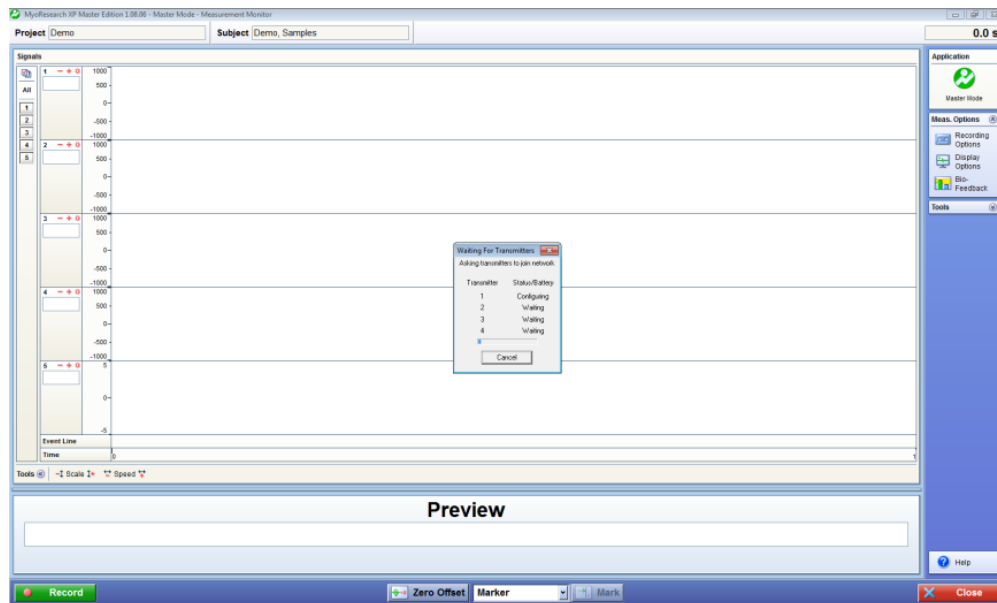 MyoResearch XP Master Edition 1.08.06 - Master Mode - Measurement Monitor
Project Demo Subject Demo, Samples 0.0 s
Signals
All
1
2
3
4
5
1 - + 0
1000
500
0
-500
-1000
2 - + 0
1000
500
0
-500
-1000
3 - + 0
1000
500
0
-500
-1000
4 - + 0
1000
500
0
-500
-1000
5 - + 0
5
0
-5
Event Line
Time 0 1
Tools Scale Speed
Waiting For Transmitters
Asking transmitters to join network
Transmitter Status/Battery
1 Configuring
2 Waiting
3 Waiting
4 Waiting
Cancel
Application
Master Mode
Meas. Options
Recording
Options
Display
Options
Bio-
Feedback
Tools
Help
Preview
Record Zero Offset Marker Mark Close